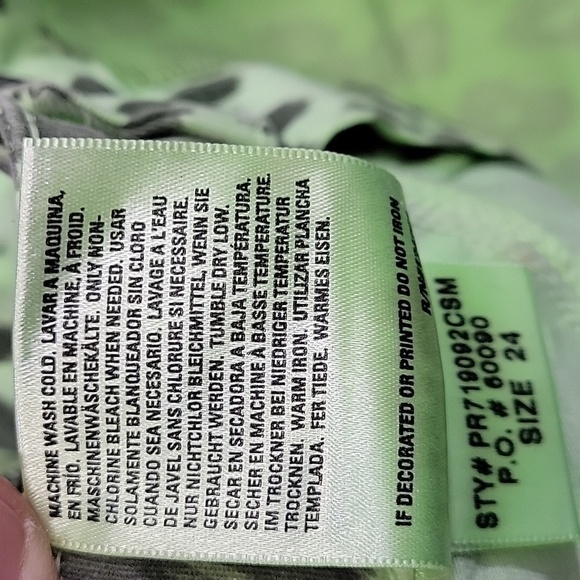 MACHINE WASH COLD, LAVAR A MAQUINA,
EN FRIO. LAVABLE EN MACHINE, À FROID.
MASCHINENWÄSCHEKÄLTE. ONLY NON-
CHLORINE BLEACH WHEN NEEDED. USAR
SOLAMENTE BLANQUEADOR SIN CLORO
CUANDO SEA NECESARIO. LAVAGE A L'EAU
DE JAVEL SANS CHLORURE SI NECESSAIRE.
NUR NICHTCHLOR BLEICHMITTEL, WENN SIE
GEBRAUCHT WERDEN. TUMBLE DRY LOW.
SECAR EN SECADORA A BAJA TEMPERATURA.
SECHER EN MACHINE À BASSE TEMPERATURE.
IM TROCKNER BEI NIEDRIGER TEMPERATUR
TROCKNEN. WARM IRON. UTILIZAR PLANCHA
TEMPLADA. FER TIEDE. WARMES EISEN.
IF DECORATED OR PRINTED DO NOT IRON
STY# PR719092CSM
P.O. # 60090
SIZE 24